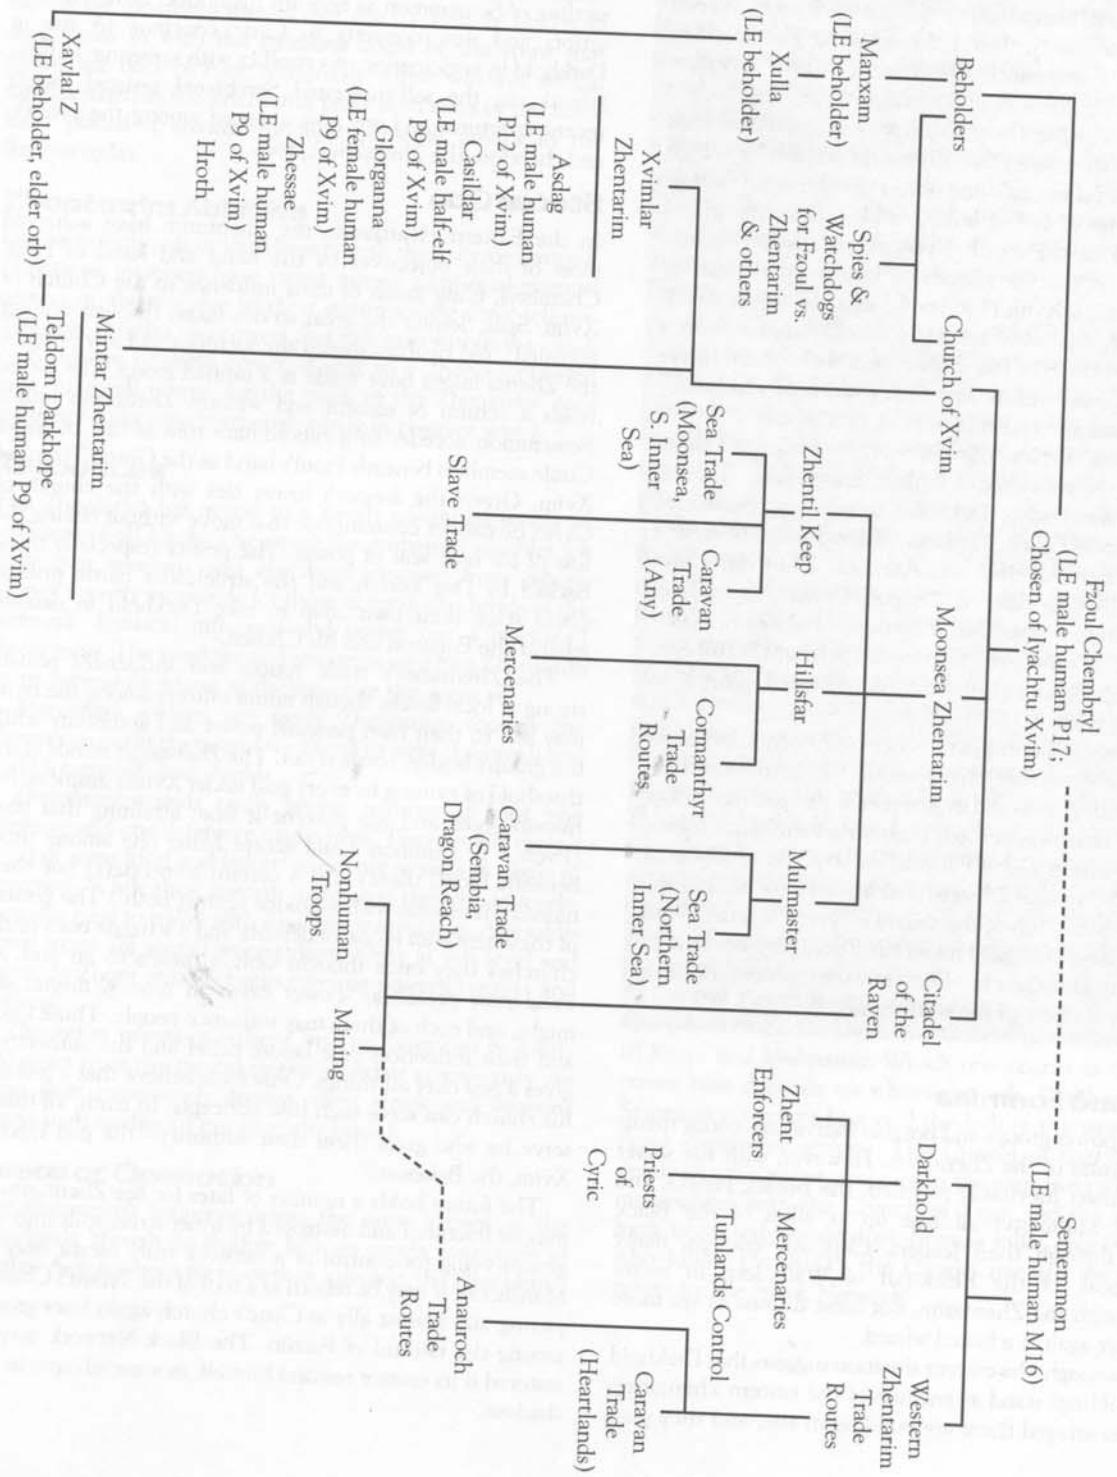 Fzoul Chembryl
(LE male human P17;
Chosen of Iyachtu Xvim)
Sememmon
(LE male human M16)
Beholders
Church of Xvim
Moonsea Zhentarim
Citadel
of the
Raven
Darkhold
Western
Zhentarim
Trade
Routes
Manxam
(LE beholder)
Xula
(LE beholder)
Spies &
Watchdogs
for Fzoul vs.
Zhentarim
& others
Zhentil Keep
Hillsfar
Mulmaster
Zhent
Enforcers
Mercenaries
Sea Trade
(Moonsea,
S. Inner
Sea)
Caravan
Trade
(Any)
Cormanthyr
Trade
Routes
Sea Trade
(Northern
Inner Sea)
Priests
of
Cyric
Tunlands Control
Caravan
Trade
(Heartlands)
Xvimlar
Zhentarim
Asdag
(LE male human
P12 of Xvim)
Casildar
(LE male half-elf
P9 of Xvim)
Glorganna
(LE female human
P9 of Xvim)
Zhessae
(LE male human
P9 of Xvim)
Hroth
Slave Trade
Mercenaries
Caravan Trade
(Sembia,
Dragon Reach)
Anauroch
Trade
Routes
Nonhuman
Troops
Mining
Xavlal Z
(LE beholder, elder orb)
Mintar Zhentarim
Teldorn Darkhope
(LE male human P9 of Xvim)